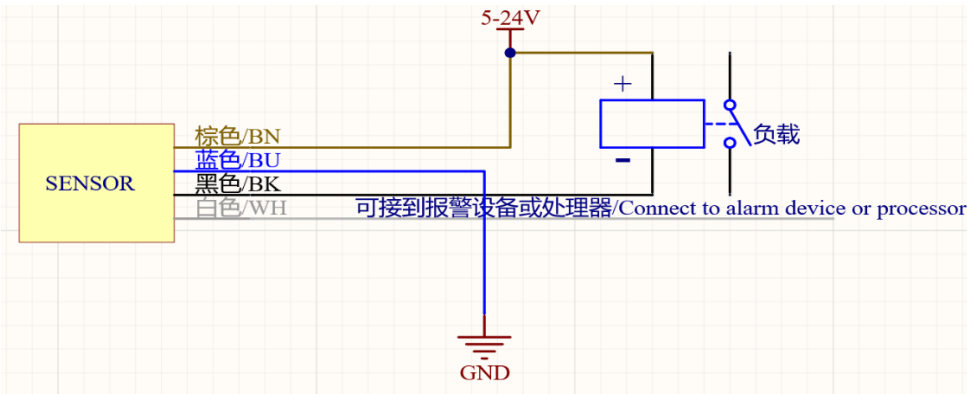 5-24V
+
棕色/BN
负载
蓝色/BU
-
SENSOR
黑色/BK
白色/WH
可接到报警设备或处理器/Connect to alarm device or processor
GND